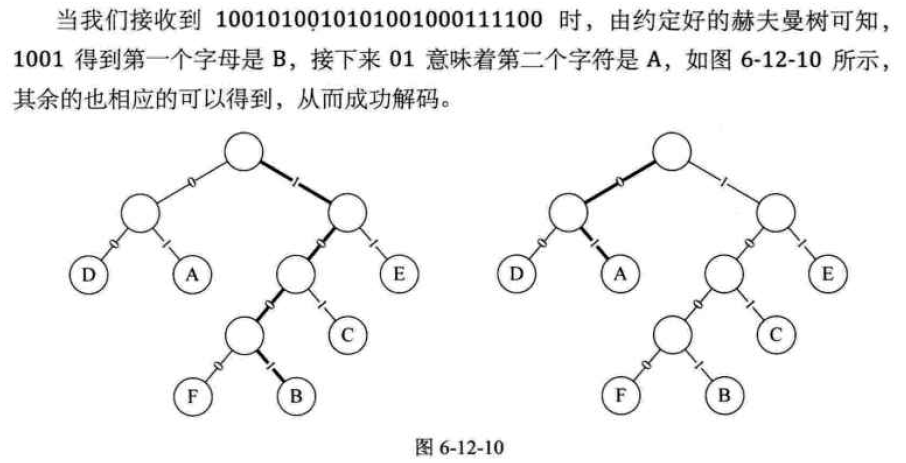 当我们接收到 1001010010101001000111100 时，由约定好的赫夫曼树可知，
1001 得到第一个字母是 B，接下来 01 意味着第二个字符是 A，如图 6-12-10 所示，
其余的也相应的可以得到，从而成功解码。
0 1 0 1
0 1 0 1 0 1 0 1
D A E D A E
0 1 0 1
C C
0 1 0 1
F B F B
图 6-12-10